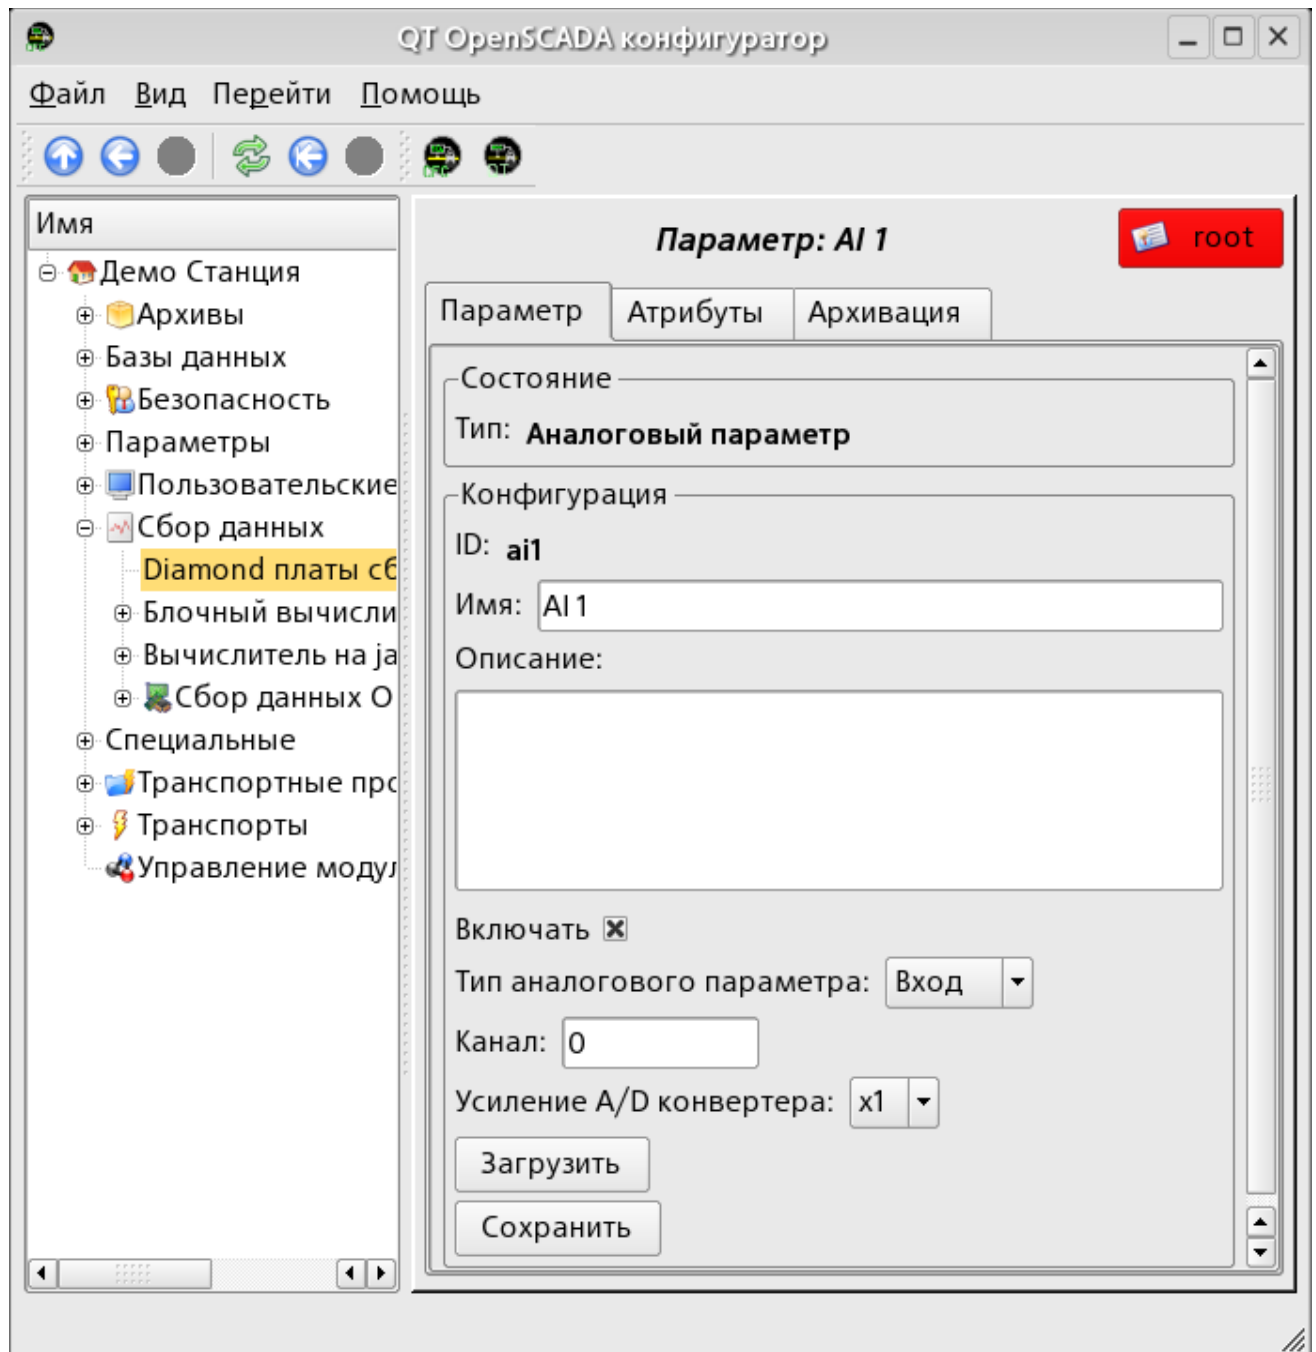 QT OpenSCADA конфигуратор
Файл Вид Перейти Помощь
Имя
Демо Станция
Архивы
Базы данных
Безопасность
Параметры
Пользовательские
Сбор данных
Diamond платы сб
Блочный вычисли
Вычислитель на ja
Сбор данных О
Специальные
Транспортные про
Транспорты
Управление модул
Параметр: AI 1
root
Параметр Атрибуты Архивация
Состояние
Тип: Аналоговый параметр
Конфигурация
ID: ai1
Имя: AI 1
Описание:
Включать
Тип аналогового параметра: Вход
Канал: 0
Усиление A/D конвертера: x1
Загрузить
Сохранить